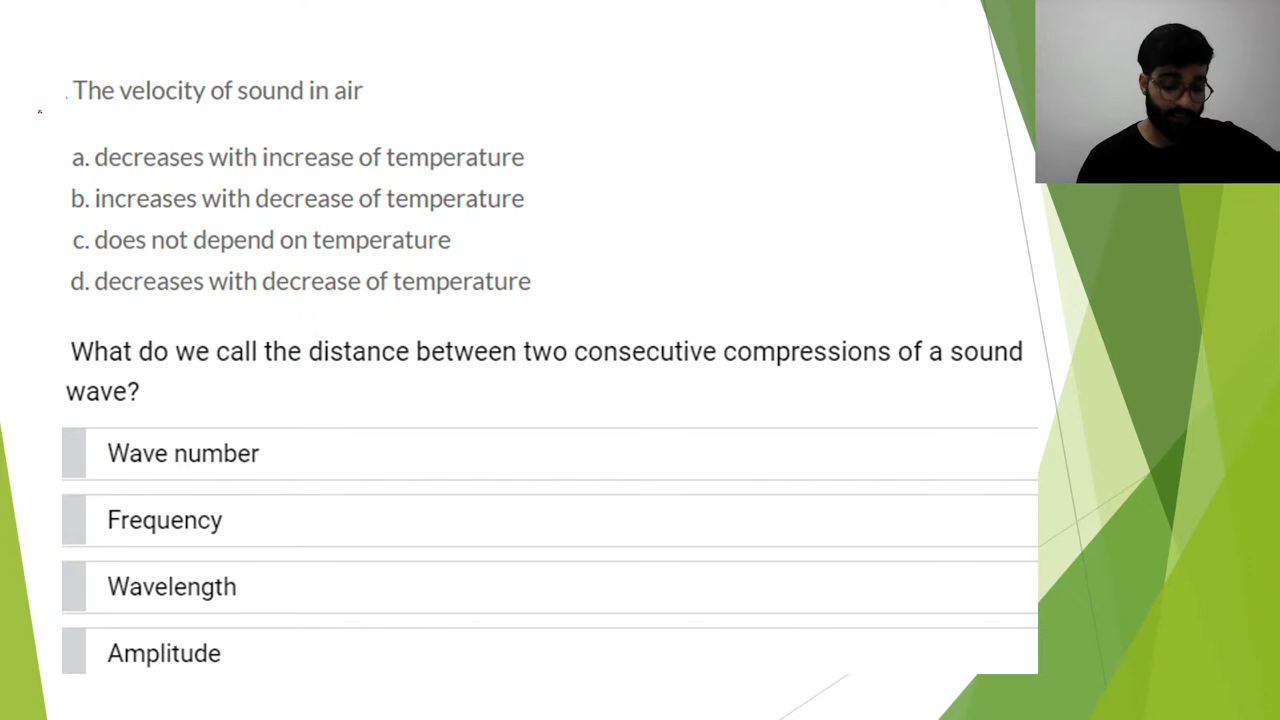 . The velocity of sound in air
a. decreases with increase of temperature
b. increases with decrease of temperature
c. does not depend on temperature
d. decreases with decrease of temperature
What do we call the distance between two consecutive compressions of a sound
wave?
Wave number
Frequency
Wavelength
Amplitude